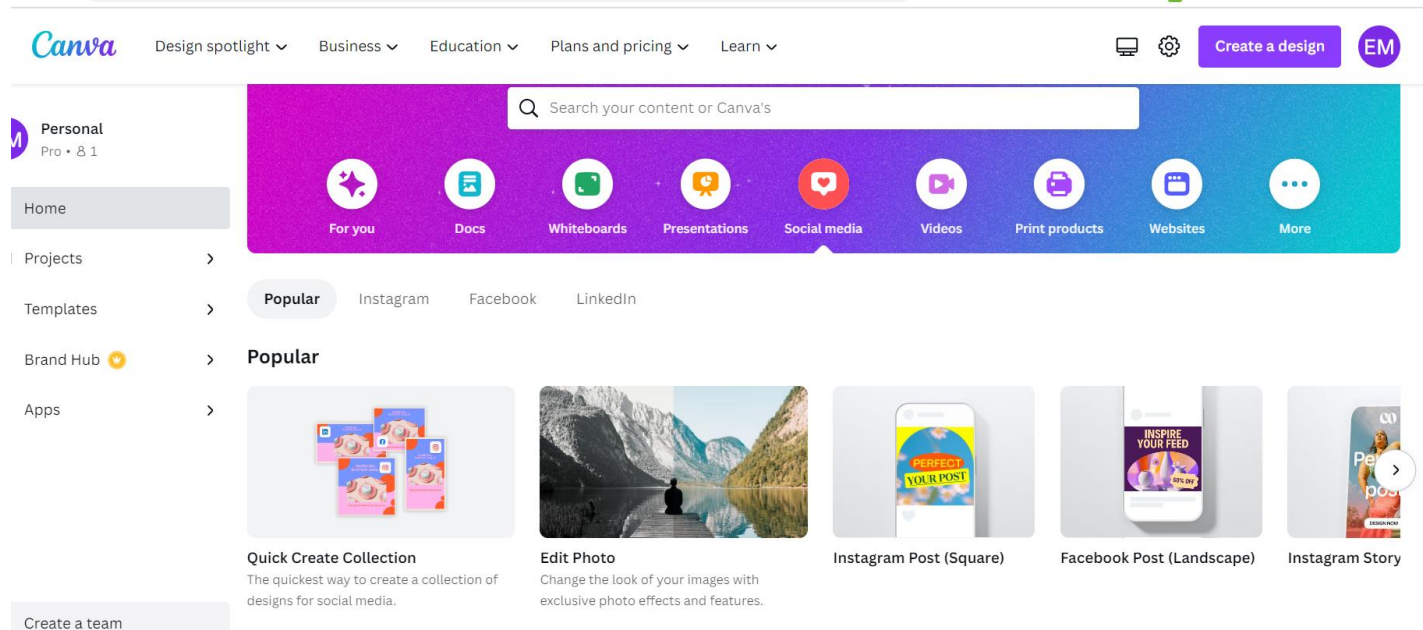 Canva
Design spotlight Business Education Plans and pricing Learn
Create a design EM
Search your content or Canva's
M Personal
Pro • 1
For you Docs Whiteboards Presentations Social media Videos Print products Websites More
Home
Projects
Templates
Brand Hub
Apps
Create a team
Popular Instagram Facebook LinkedIn
Popular
PERFECT
YOUR POST
INSPIRE
YOUR FEED
50% OFF
DESIGN NOW
Quick Create Collection
The quickest way to create a collection of
designs for social media.
Edit Photo
Change the look of your images with
exclusive photo effects and features.
Instagram Post (Square)
Facebook Post (Landscape)
Instagram Story